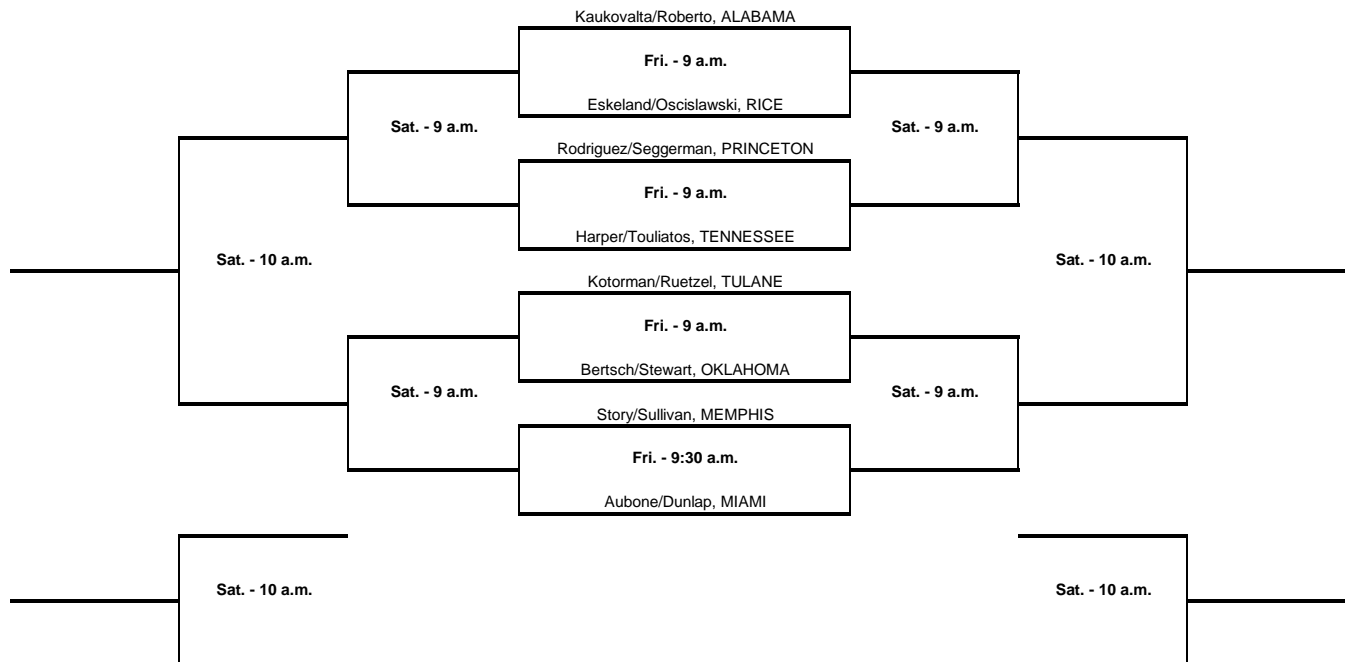 Kaukovalta/Roberto, ALABAMA
Fri. - 9 a.m.
Eskeland/Oscislawski, RICE
Sat. - 9 a.m.
Sat. - 9 a.m.
Rodriguez/Seggerman, PRINCETON
Fri. - 9 a.m.
Harper/Touliatos, TENNESSEE
Sat. - 10 a.m.
Sat. - 10 a.m.
Kotorman/Ruetzel, TULANE
Fri. - 9 a.m.
Bertsch/Stewart, OKLAHOMA
Sat. - 9 a.m.
Sat. - 9 a.m.
Story/Sullivan, MEMPHIS
Fri. - 9:30 a.m.
Aubone/Dunlap, MIAMI
Sat. - 10 a.m.
Sat. - 10 a.m.